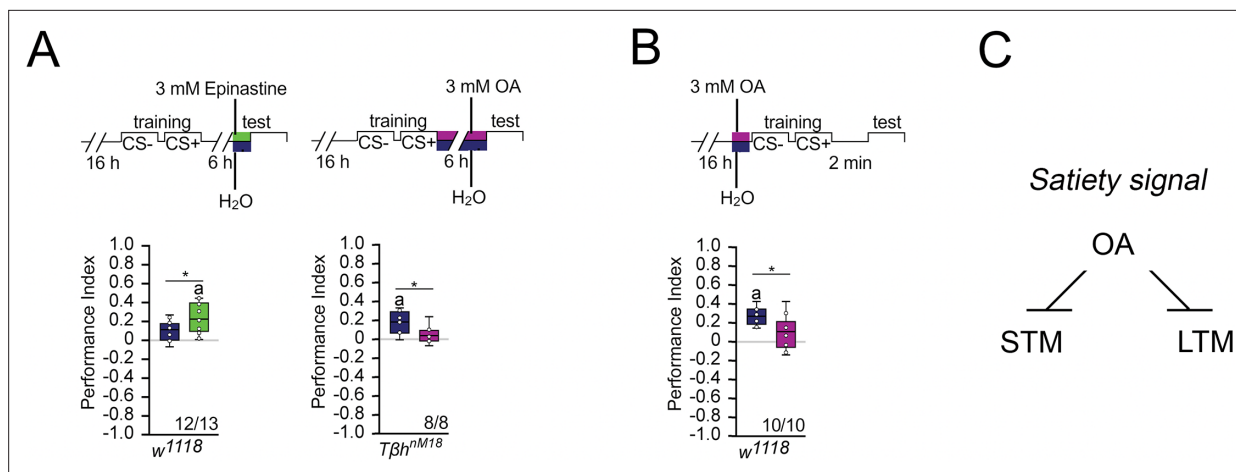 A
3 mM Epinastine
training
test
CS-
CS+
16 h
6 h
H2O
3 mM OA
training
test
CS-
CS+
16 h
6 h
H2O
Performance Index
1.0
0.8
0.6
0.4
0.2
0
-0.2
-0.4
-0.6
-0.8
-1.0
*
a
12/13
w1118
Performance Index
1.0
0.8
0.6
0.4
0.2
0
-0.2
-0.4
-0.6
-0.8
-1.0
a
*
8/8
TβhnM18
B
3 mM OA
training
test
CS-
CS+
16 h
2 min
H2O
Performance Index
1.0
0.8
0.6
0.4
0.2
0
-0.2
-0.4
-0.6
-0.8
-1.0
a
*
10/10
w1118
C
Satiety signal
OA
STM
LTM